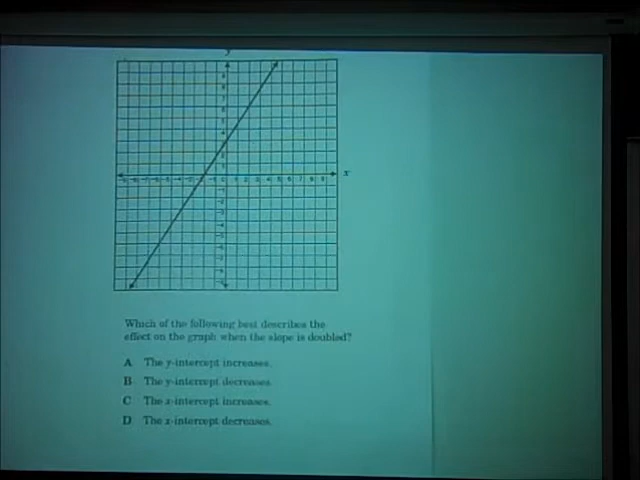 y
x
Which of the following best describes the
effect on the graph when the slope is doubled?
A The y-intercept increases.
B The y-intercept decreases.
C The x-intercept increases.
D The x-intercept decreases.